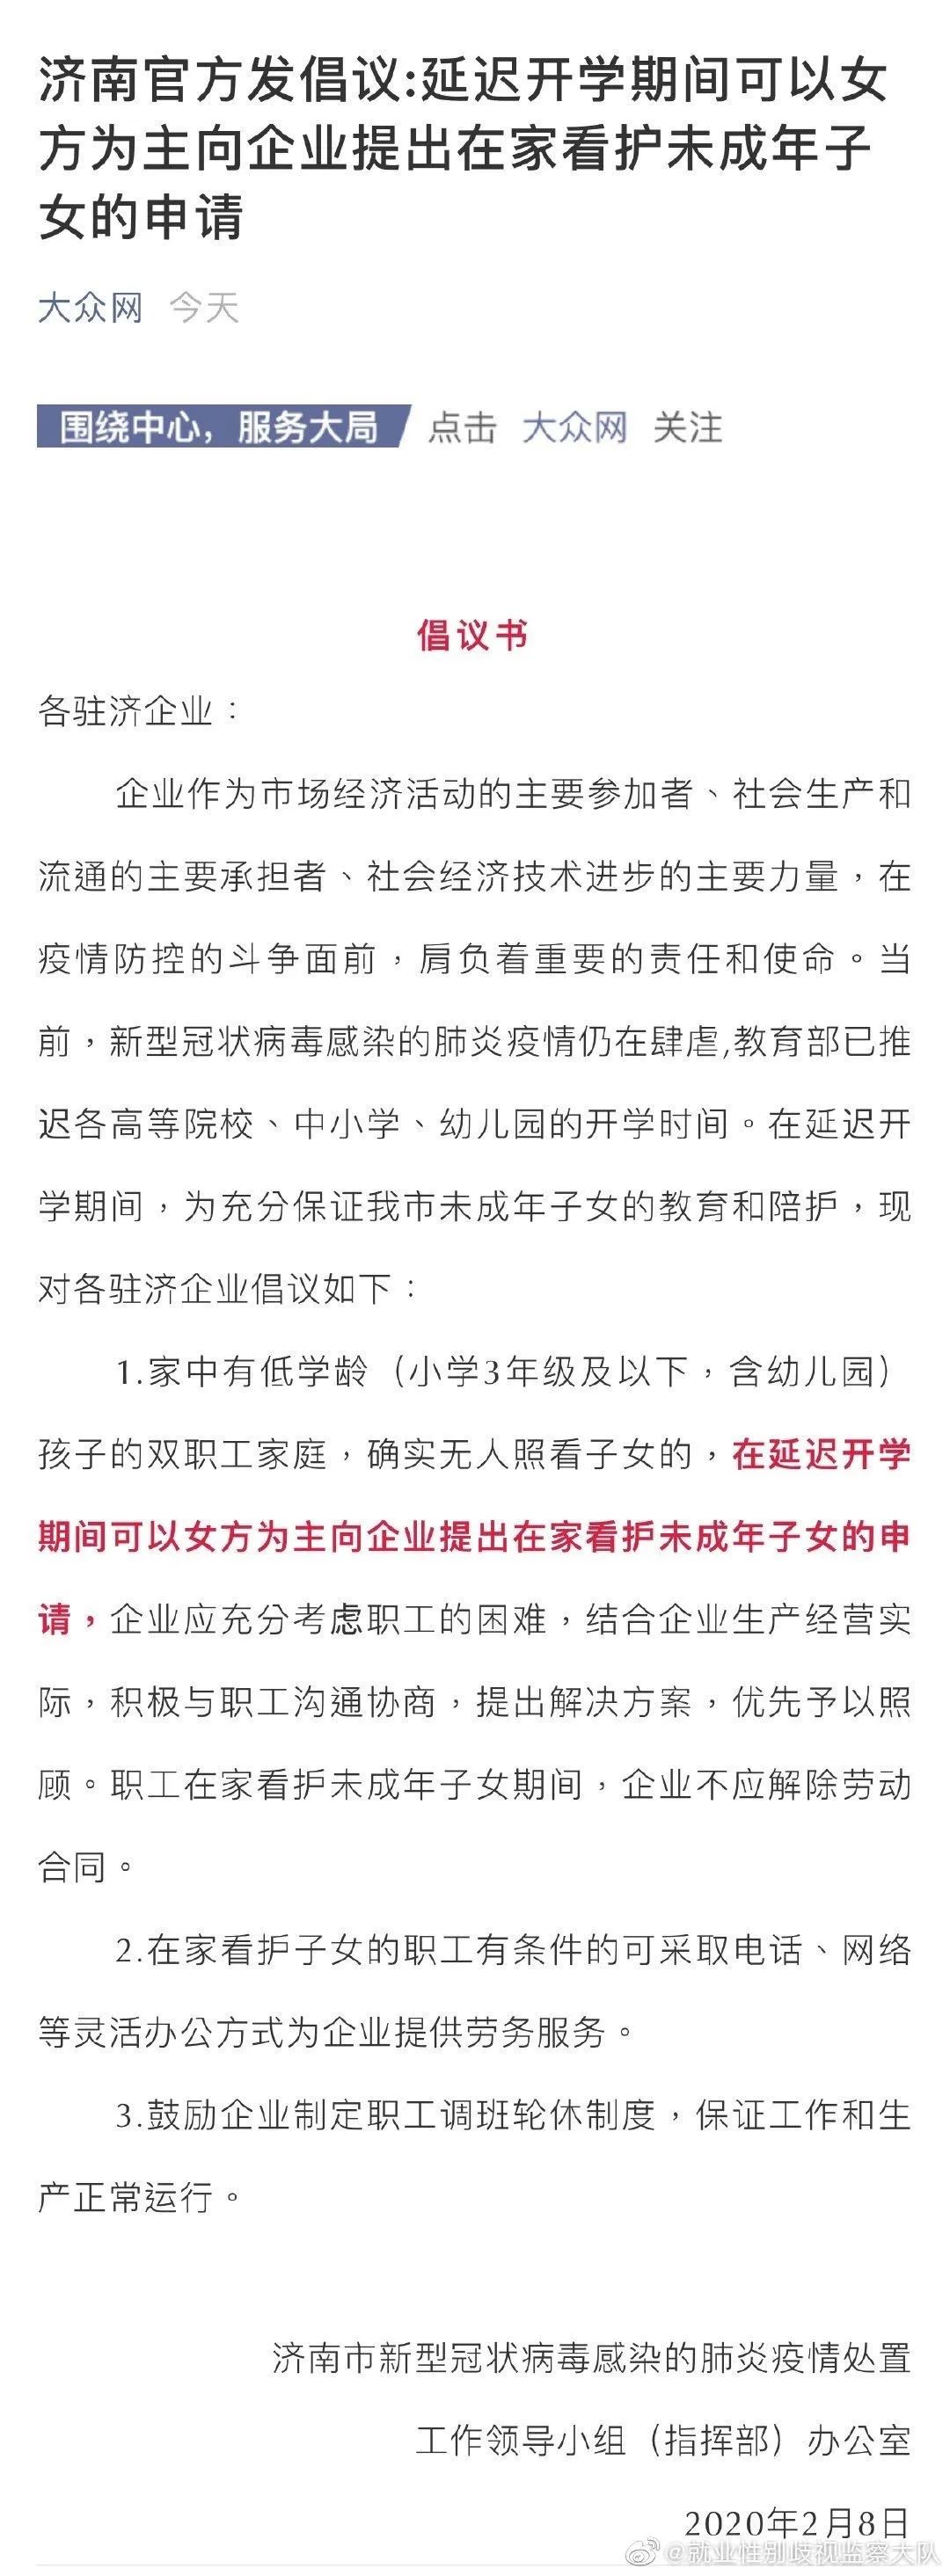 济南官方发倡议:延迟开学期间可以女
方为主向企业提出在家看护未成年子
女的申请
大众网 今天
围绕中心，服务大局 点击 大众网 关注
倡议书
各驻济企业：
企业作为市场经济活动的主要参加者、社会生产和
流通的主要承担者、社会经济技术进步的主要力量，在
疫情防控的斗争面前，肩负着重要的责任和使命。当
前，新型冠状病毒感染的肺炎疫情仍在肆虐,教育部已推
迟各高等院校、中小学、幼儿园的开学时间。在延迟开
学期间，为充分保证我市未成年子女的教育和陪护，现
对各驻济企业倡议如下：
1.家中有低学龄（小学3年级及以下，含幼儿园）
孩子的双职工家庭，确实无人照看子女的，在延迟开学
期间可以女方为主向企业提出在家看护未成年子女的申
请，企业应充分考虑职工的困难，结合企业生产经营实
际，积极与职工沟通协商，提出解决方案，优先予以照
顾。职工在家看护未成年子女期间，企业不应解除劳动
合同。
2.在家看护子女的职工有条件的可采取电话、网络
等灵活办公方式为企业提供劳务服务。
3.鼓励企业制定职工调班轮休制度，保证工作和生
产正常运行。
济南市新型冠状病毒感染的肺炎疫情处置
工作领导小组（指挥部）办公室
2020年2月8日
@就业性别歧视监察大队